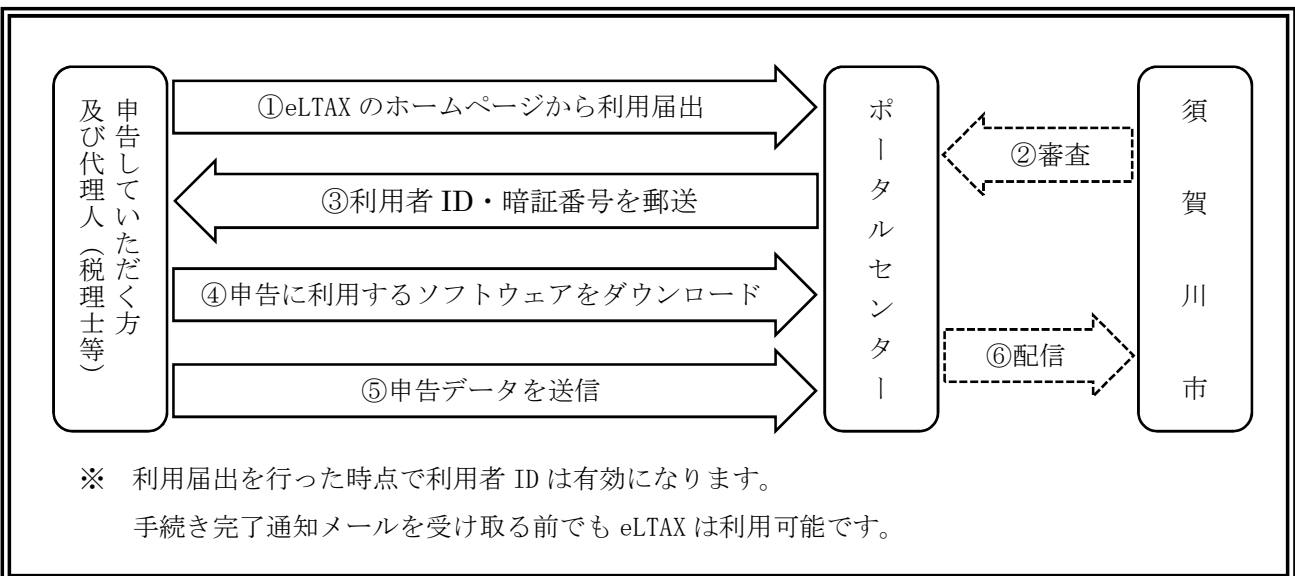 申告していただく方
及び代理人（税理士等）
①eLTAX のホームページから利用届出
③利用者 ID・暗証番号を郵送
④申告に利用するソフトウェアをダウンロード
⑤申告データを送信
ポータルセンター
②審査
⑥配信
須賀川市
※　利用届出を行った時点で利用者 ID は有効になります。
手続き完了通知メールを受け取る前でも eLTAX は利用可能です。